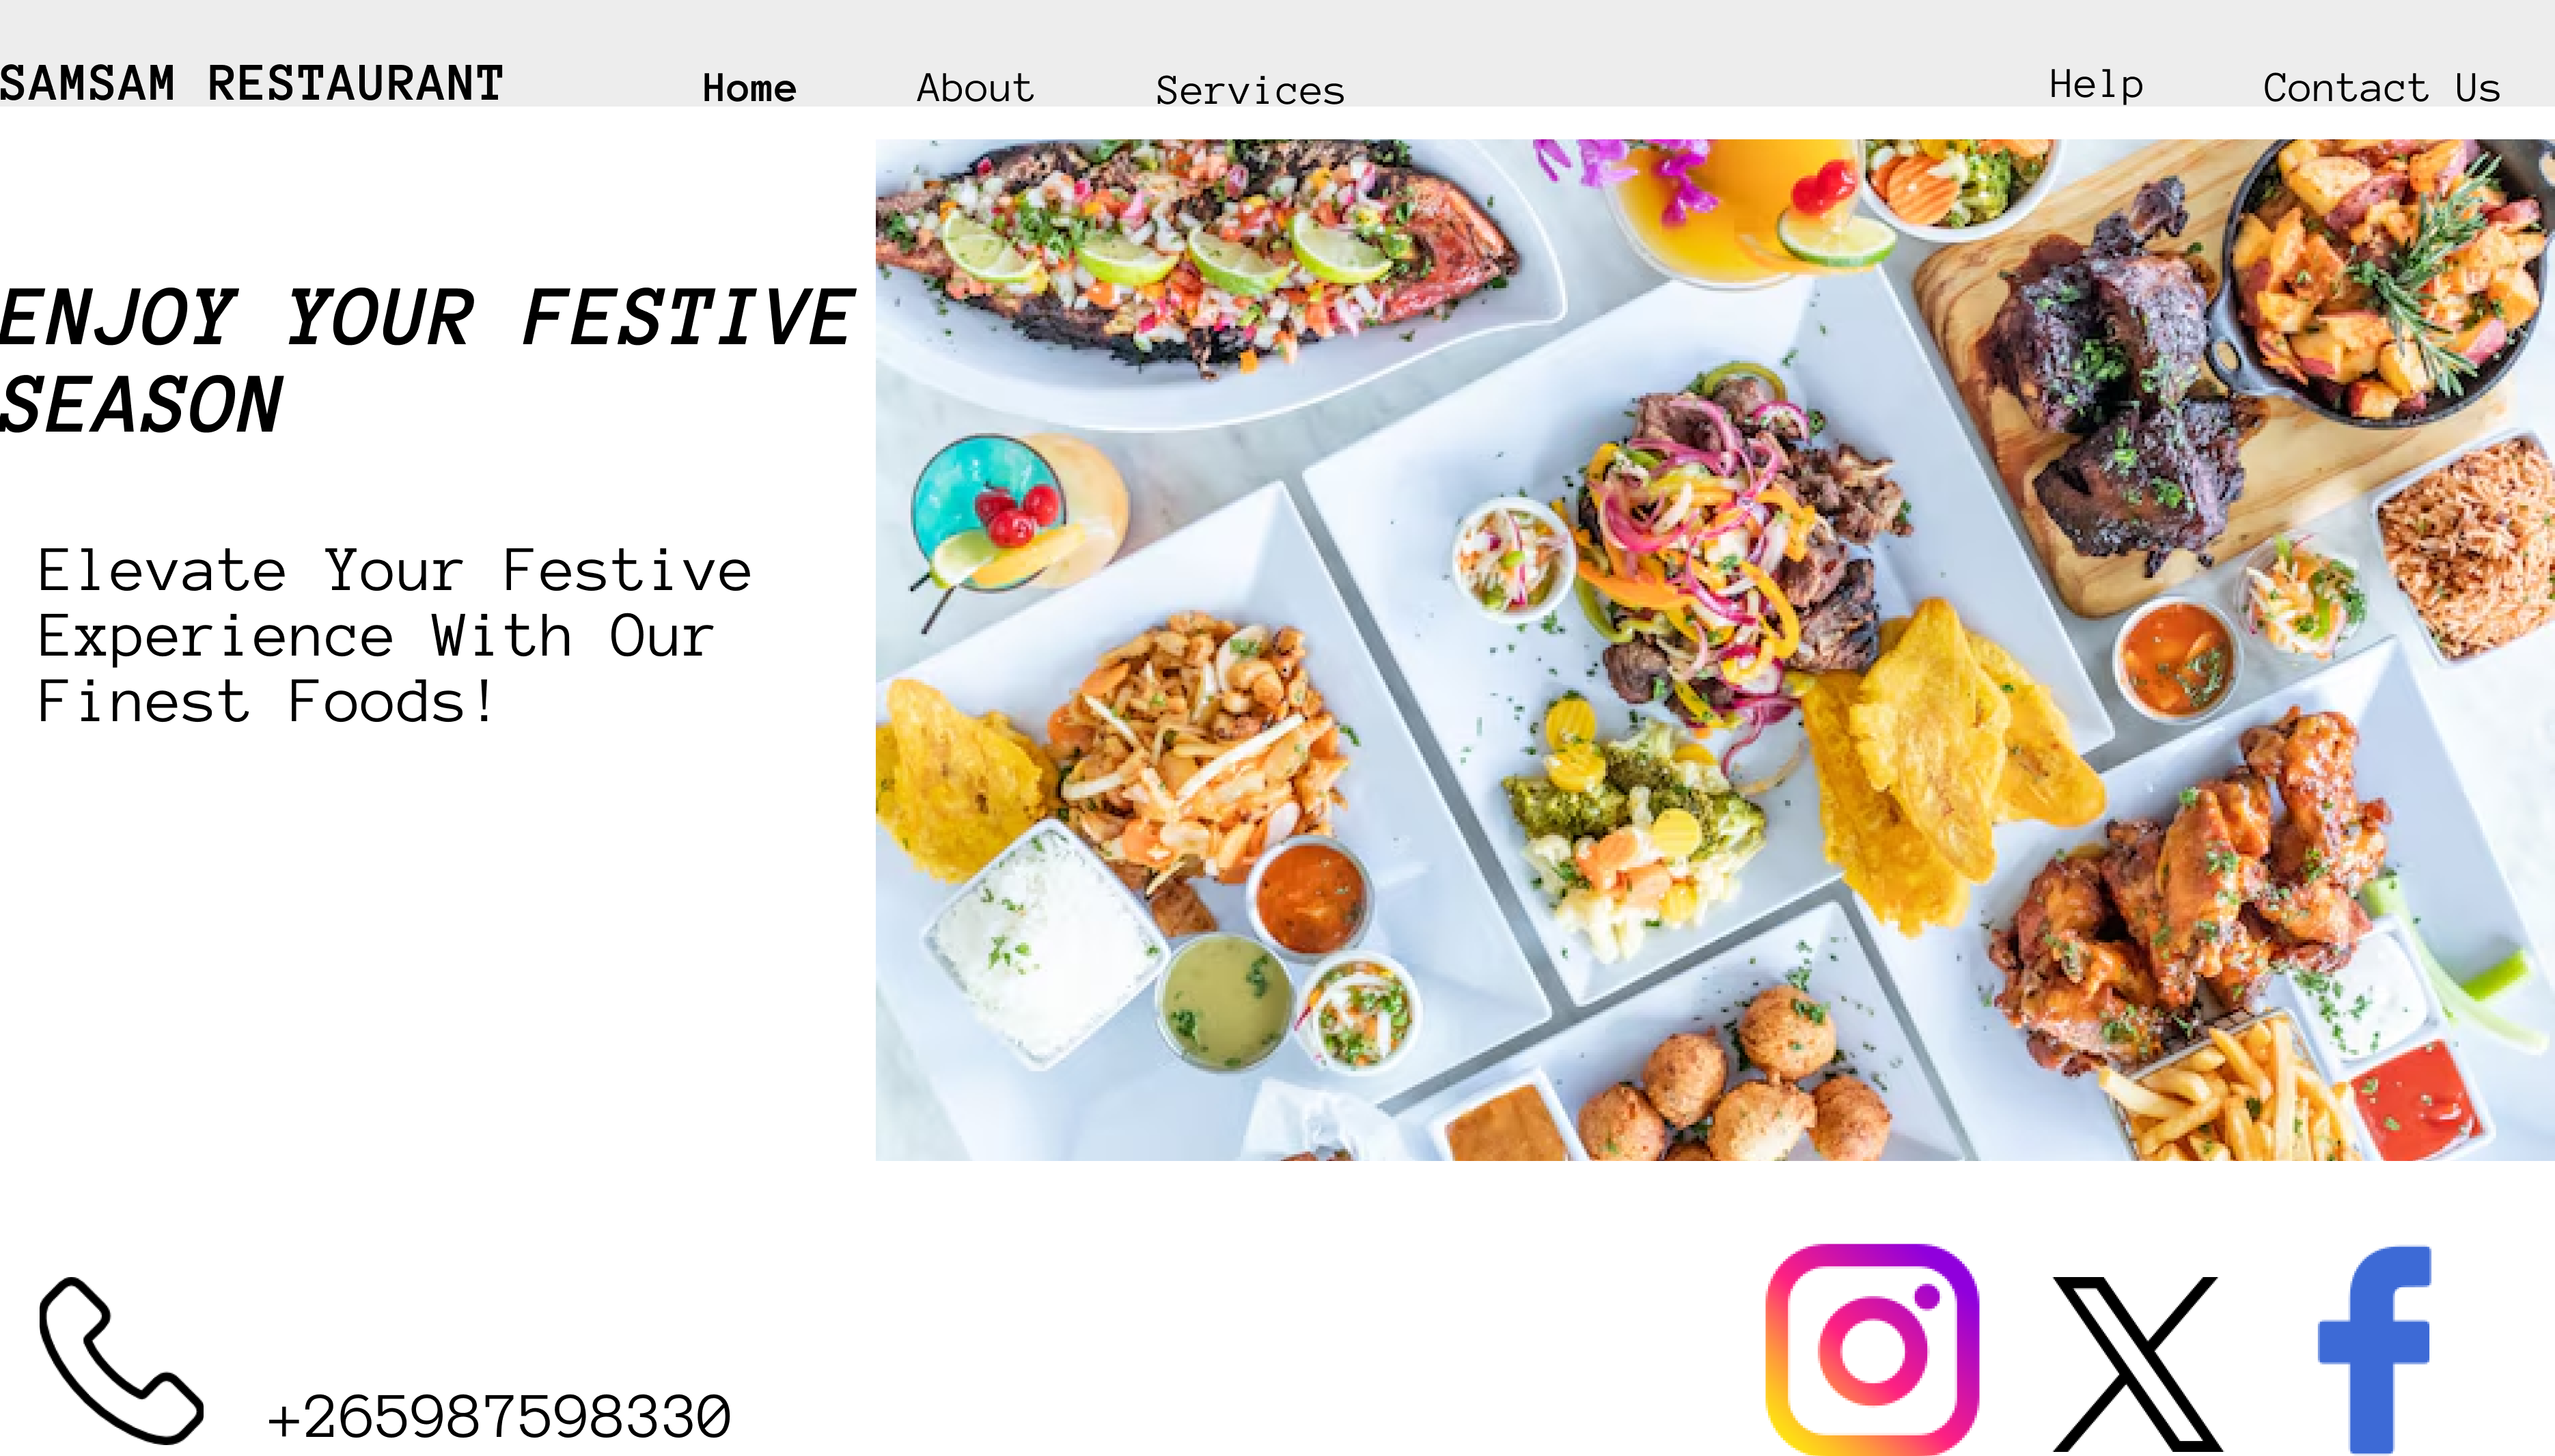 SAMSAM RESTAURANT
Home
About
Services
Help
Contact Us
ENJOY YOUR FESTIVE
SEASON
Elevate Your Festive
Experience With Our
Finest Foods!
+265987598330